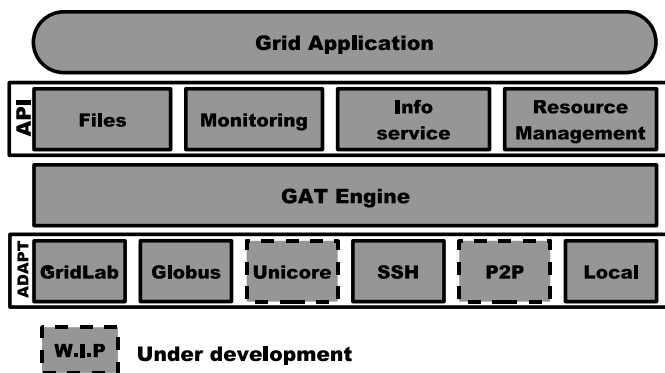 Grid Application
API
Files
Monitoring
Info
service
Resource
Management
GAT Engine
ADAPT
GridLab
Globus
Unicore
SSH
P2P
Local
W.I.P
Under development